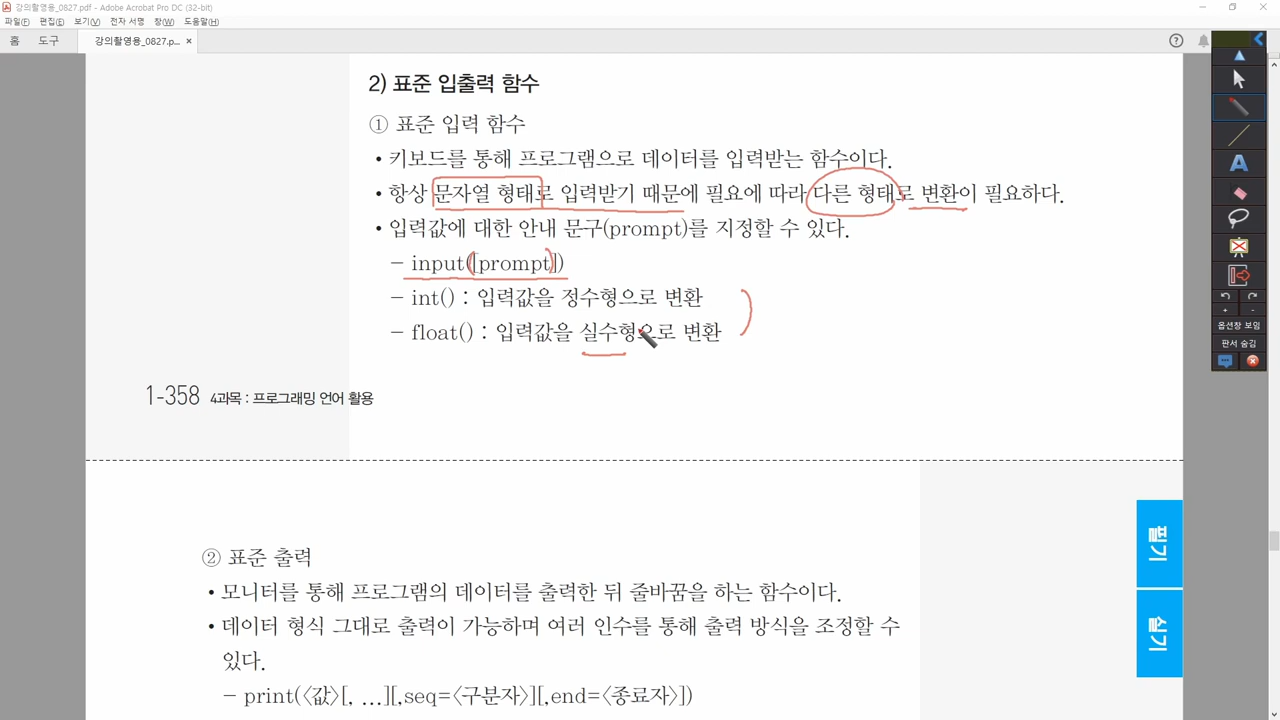 강의촬영용_0827.pdf - Adobe Acrobat Pro DC (32-bit)
파일(F) 편집(E) 보기(V) 전자 서명 창(W) 도움말(H)
홈 도구 강의촬영용_0827.p... ×
2) 표준 입출력 함수
① 표준 입력 함수
• 키보드를 통해 프로그램으로 데이터를 입력받는 함수이다.
• 항상 문자열 형태로 입력받기 때문에 필요에 따라 다른 형태로 변환이 필요하다.
• 입력값에 대한 안내 문구(prompt)를 지정할 수 있다.
– input([prompt])
– int() : 입력값을 정수형으로 변환
– float() : 입력값을 실수형으로 변환
옵션창 보임
판서 숨김
1-358 4과목 : 프로그래밍 언어 활용
필기
② 표준 출력
• 모니터를 통해 프로그램의 데이터를 출력한 뒤 줄바꿈을 하는 함수이다.
• 데이터 형식 그대로 출력이 가능하며 여러 인수를 통해 출력 방식을 조정할 수
있다.
– print(〈값〉[, …][,seq=〈구분자〉][,end=〈종료자〉])
실기